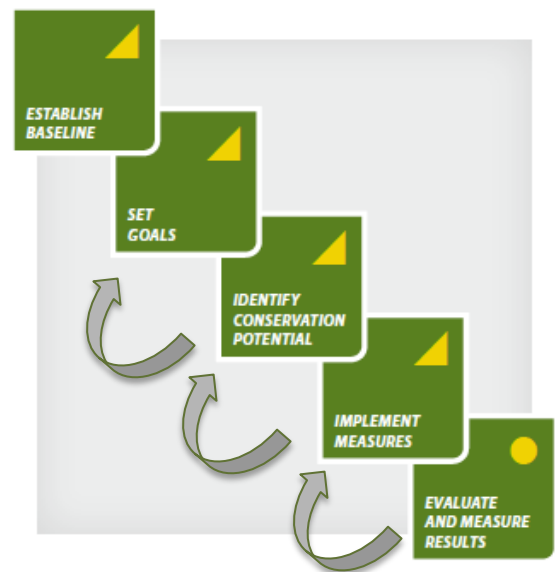 ESTABLISH
BASELINE
SET
GOALS
IDENTIFY
CONSERVATION
POTENTIAL
IMPLEMENT
MEASURES
EVALUATE
AND MEASURE
RESULTS